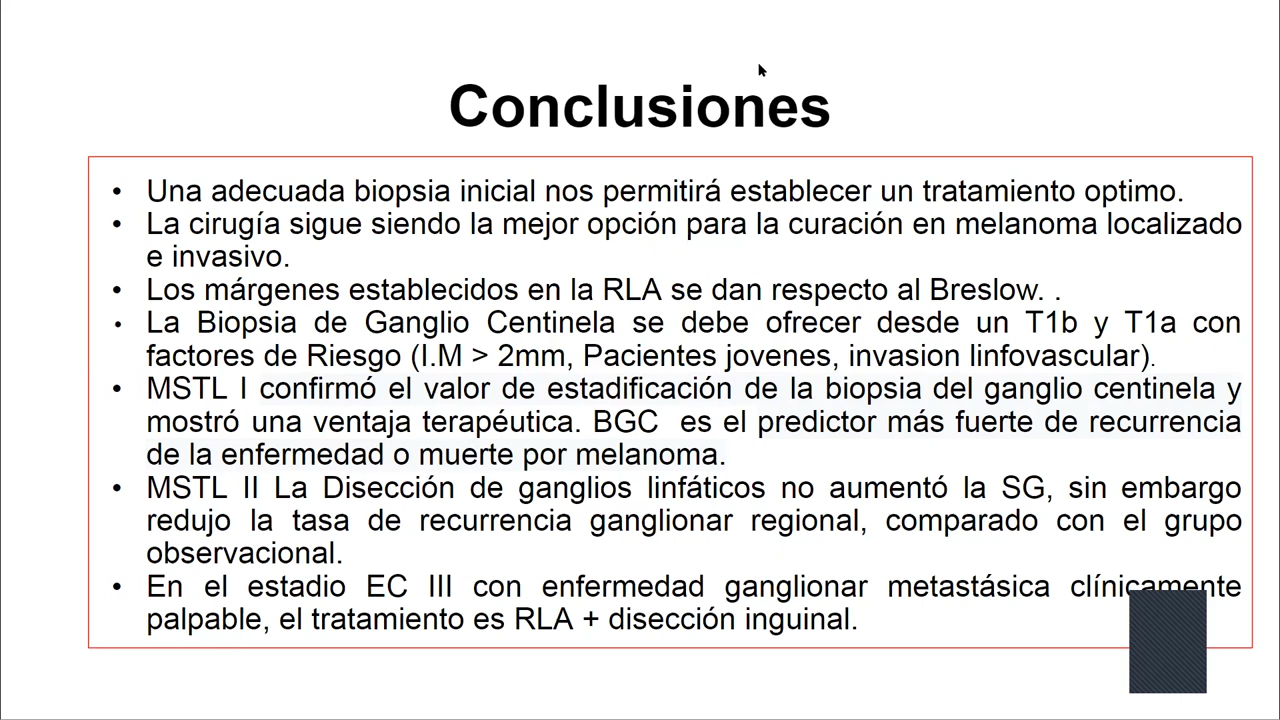 Conclusiones
• Una adecuada biopsia inicial nos permitirá establecer un tratamiento optimo.
• La cirugía sigue siendo la mejor opción para la curación en melanoma localizado
e invasivo.
• Los márgenes establecidos en la RLA se dan respecto al Breslow. .
• La Biopsia de Ganglio Centinela se debe ofrecer desde un T1b y T1a con
factores de Riesgo (I.M > 2mm, Pacientes jovenes, invasion linfovascular).
• MSTL I confirmó el valor de estadificación de la biopsia del ganglio centinela y
mostró una ventaja terapéutica. BGC es el predictor más fuerte de recurrencia
de la enfermedad o muerte por melanoma.
• MSTL II La Disección de ganglios linfáticos no aumentó la SG, sin embargo
redujo la tasa de recurrencia ganglionar regional, comparado con el grupo
observacional.
• En el estadio EC III con enfermedad ganglionar metastásica clínicamente
palpable, el tratamiento es RLA + disección inguinal.